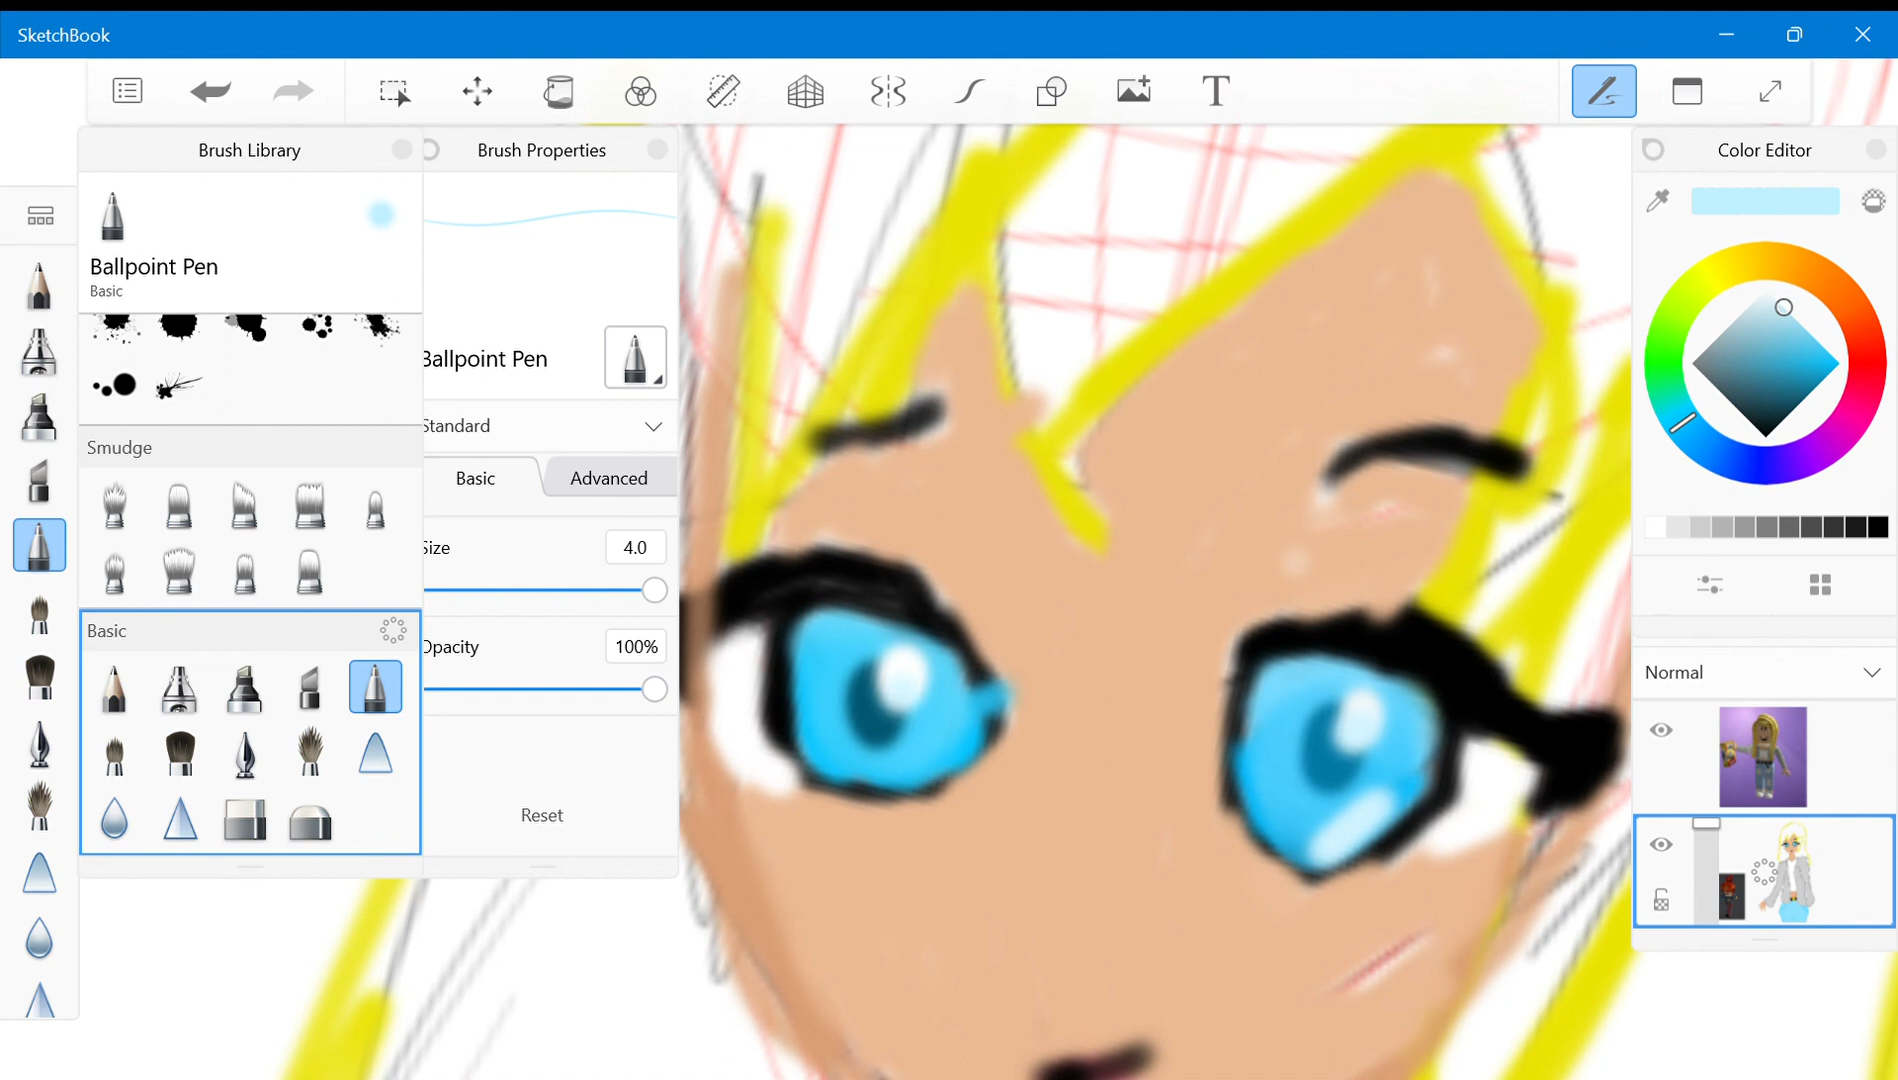 SketchBook
T
Brush Library
Brush Properties
Color Editor
Ballpoint Pen
Basic
Ballpoint Pen
Standard
Smudge
Basic
Advanced
Size
4.0
Basic
Opacity
100%
Normal
Reset